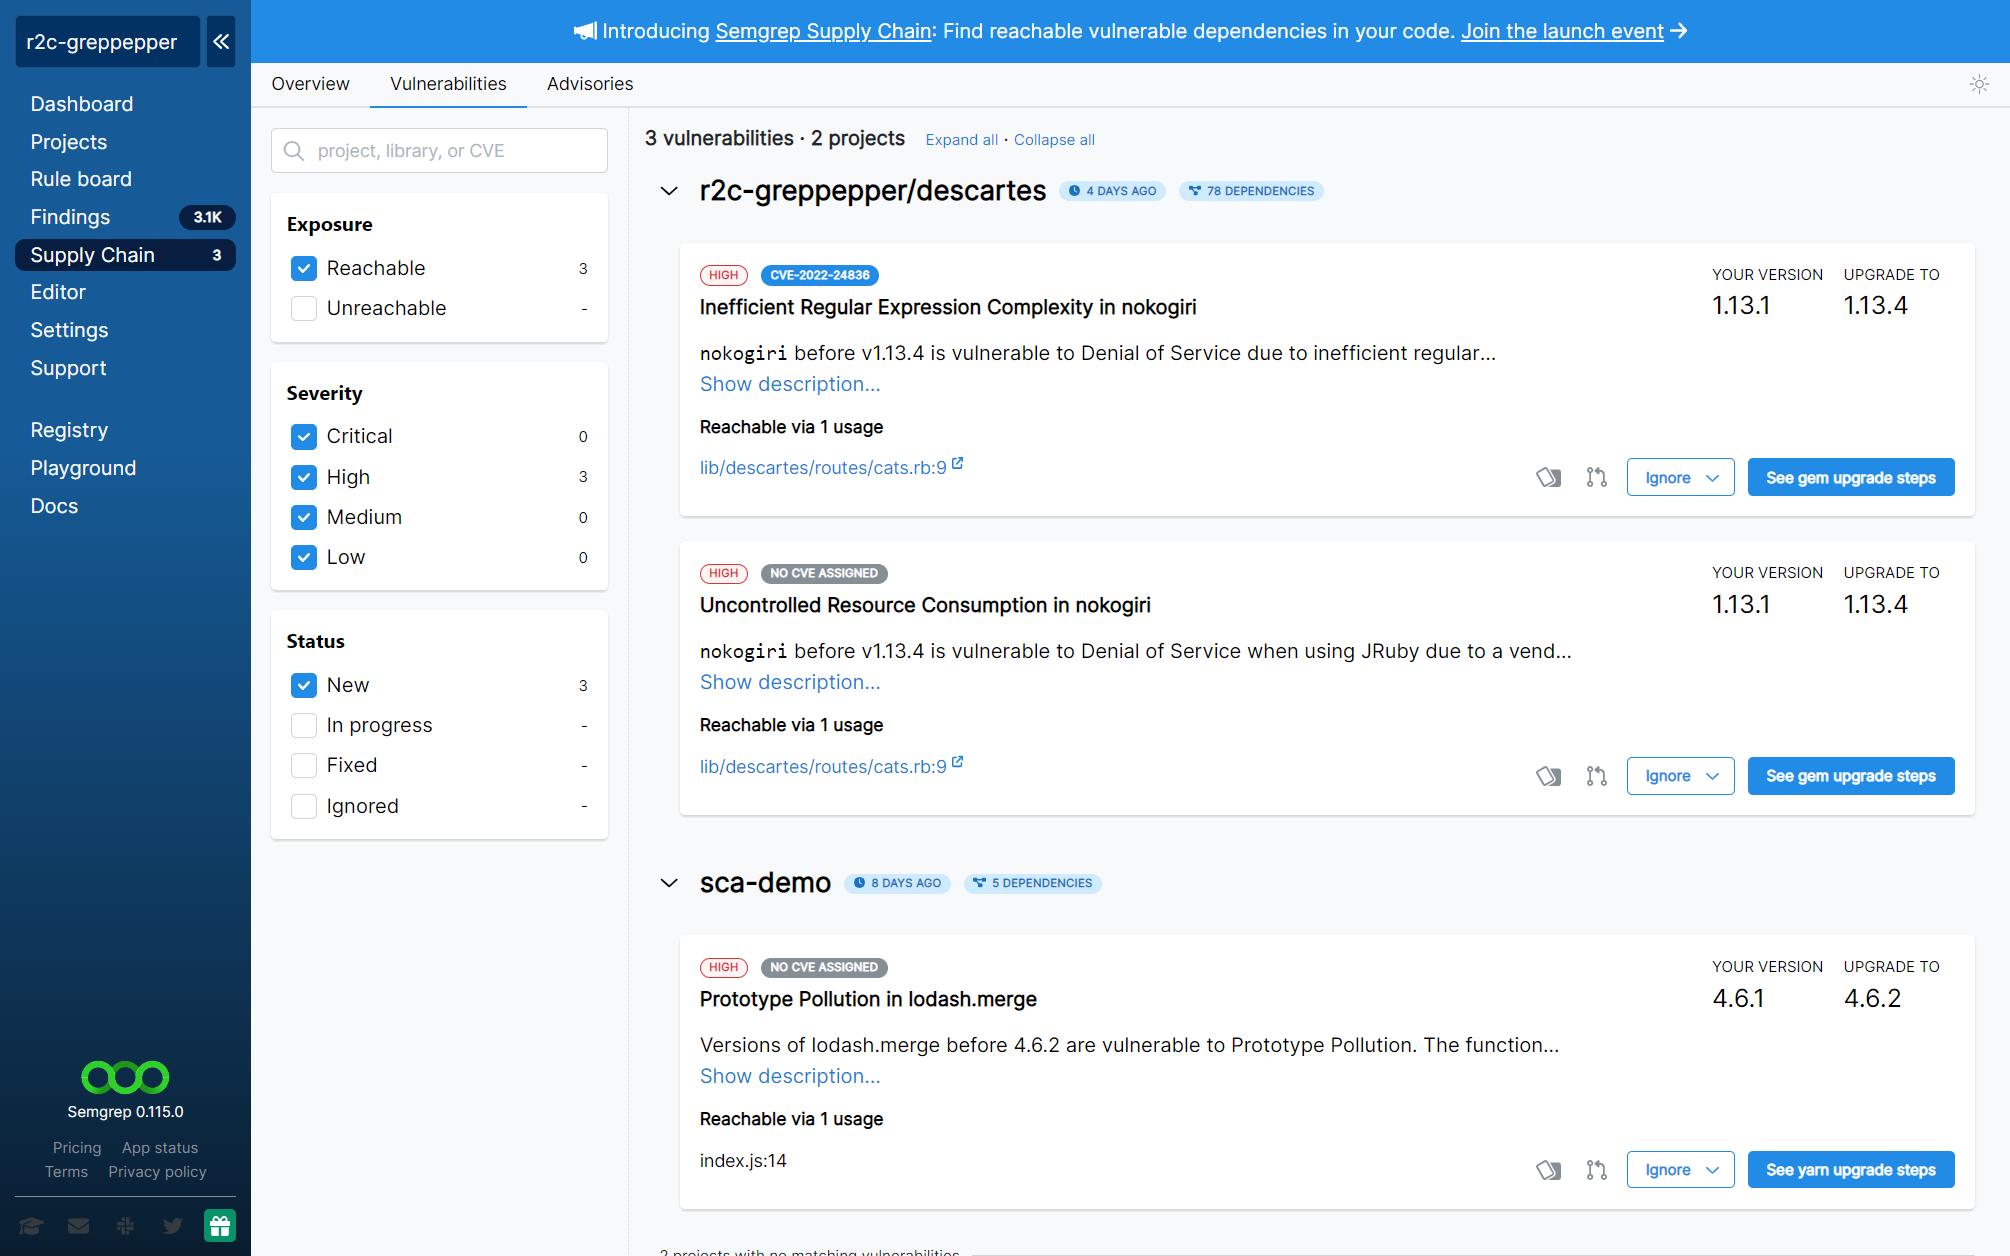 r2c-greppepper
Dashboard
Projects
Rule board
Findings 3.1K
Supply Chain 3
Editor
Settings
Support
Registry
Playground
Docs
Semgrep 0.115.0
Pricing App status
Terms Privacy policy
Introducing Semgrep Supply Chain: Find reachable vulnerable dependencies in your code. Join the launch event
Overview Vulnerabilities Advisories
project, library, or CVE
Exposure
Reachable 3
Unreachable -
Severity
Critical 0
High 3
Medium 0
Low 0
Status
New 3
In progress -
Fixed -
Ignored -
3 vulnerabilities · 2 projects Expand all · Collapse all
r2c-greppepper/descartes 4 DAYS AGO 78 DEPENDENCIES
HIGH CVE-2022-24836 YOUR VERSION UPGRADE TO
Inefficient Regular Expression Complexity in nokogiri 1.13.1 1.13.4
nokogiri before v1.13.4 is vulnerable to Denial of Service due to inefficient regular...
Show description...
Reachable via 1 usage
lib/descartes/routes/cats.rb:9
Ignore See gem upgrade steps
HIGH NO CVE ASSIGNED YOUR VERSION UPGRADE TO
Uncontrolled Resource Consumption in nokogiri 1.13.1 1.13.4
nokogiri before v1.13.4 is vulnerable to Denial of Service when using JRuby due to a vend...
Show description...
Reachable via 1 usage
lib/descartes/routes/cats.rb:9
Ignore See gem upgrade steps
sca-demo 8 DAYS AGO 5 DEPENDENCIES
HIGH NO CVE ASSIGNED YOUR VERSION UPGRADE TO
Prototype Pollution in lodash.merge 4.6.1 4.6.2
Versions of lodash.merge before 4.6.2 are vulnerable to Prototype Pollution. The function...
Show description...
Reachable via 1 usage
index.js:14
Ignore See yarn upgrade steps
2 projects with no matching vulnerabilities